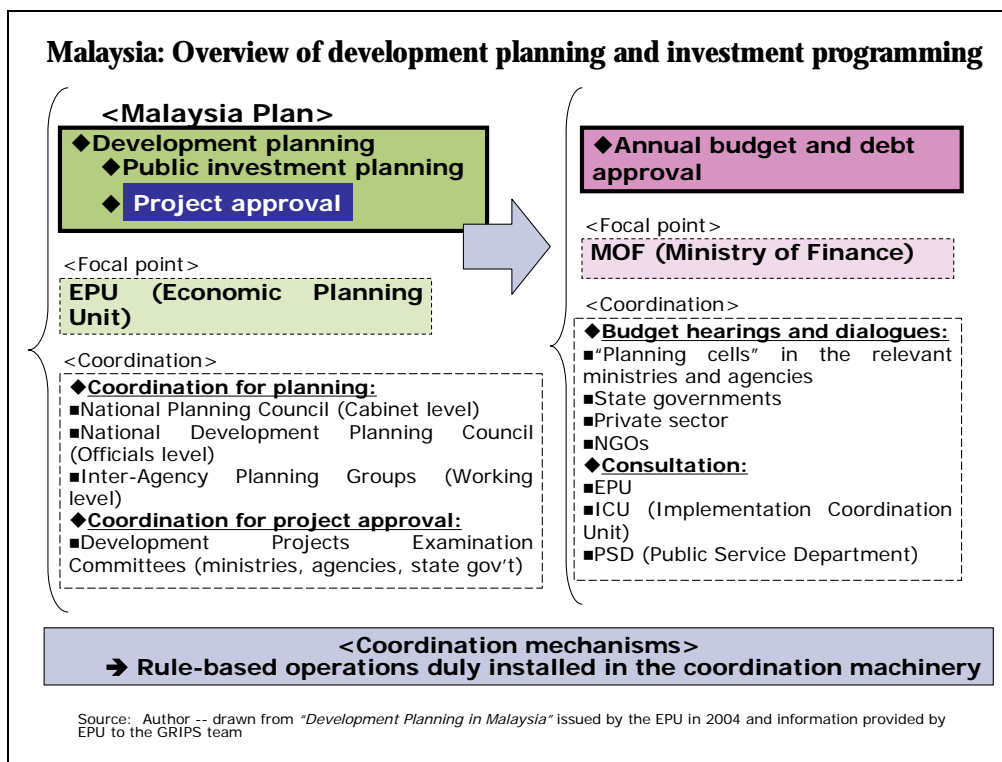 Malaysia: Overview of development planning and investment programming
<Malaysia Plan>
◆Development planning
◆Public investment planning
◆ Project approval
<Focal point>
EPU (Economic Planning
Unit)
<Coordination>
◆Coordination for planning:
■National Planning Council (Cabinet level)
■National Development Planning Council
(Officials level)
■Inter-Agency Planning Groups (Working
level)
◆Coordination for project approval:
■Development Projects Examination
Committees (ministries, agencies, state gov't)
◆Annual budget and debt
approval
<Focal point>
MOF (Ministry of Finance)
<Coordination>
◆Budget hearings and dialogues:
■"Planning cells" in the relevant
ministries and agencies
■State governments
■Private sector
■NGOs
◆Consultation:
■EPU
■ICU (Implementation Coordination
Unit)
■PSD (Public Service Department)
<Coordination mechanisms>
➔ Rule-based operations duly installed in the coordination machinery
Source: Author -- drawn from "Development Planning in Malaysia" issued by the EPU in 2004 and information provided by
EPU to the GRIPS team